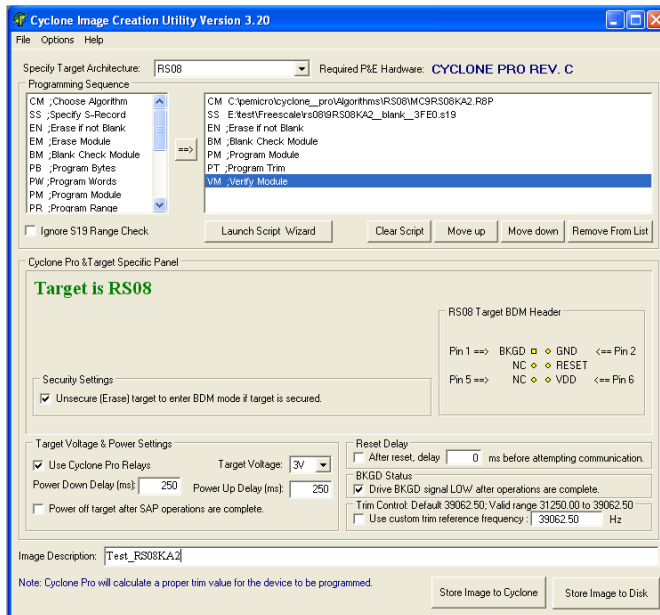 Cyclone Image Creation Utility Version 3.20
File Options Help
Specify Target Architecture: RS08 Required P&E Hardware: CYCLONE PRO REV. C
Programming Sequence
CM ;Choose Algorithm
SS ;Specify S-Record
EN ;Erase if not Blank
EM ;Erase Module
BM ;Blank Check Module
PB ;Program Bytes
PW ;Program Words
PM ;Program Module
PR ;Program Range
==>
CM C:\pemicro\cyclone_pro\Algorithms\RS08\MC9RS08KA2.R8P
SS E:\test\Freescale\rs08\9RS08KA2_blank_3FE0.s19
EN ;Erase if not Blank
BM ;Blank Check Module
PM ;Program Module
PT ;Program Trim
VM ;Verify Module
Ignore S19 Range Check
Launch Script Wizard
Clear Script
Move up
Move down
Remove From List
Cyclone Pro &Target Specific Panel
Target is RS08
RS08 Target BDM Header
Pin 1 ==> BKGD GND <== Pin 2
NC RESET
Pin 5 ==> NC VDD <== Pin 6
Security Settings
Unsecure (Erase) target to enter BDM mode if target is secured.
Target Voltage & Power Settings
Use Cyclone Pro Relays Target Voltage: 3V
Power Down Delay (ms): 250 Power Up Delay (ms): 250
Power off target after SAP operations are complete.
Reset Delay
After reset, delay 0 ms before attempting communication.
BKGD Status
Drive BKGD signal LOW after operations are complete.
Trim Control: Default 39062.50; Valid range 31250.00 to 39062.50
Use custom trim reference frequency : 39062.50 Hz
Image Description: Test_RS08KA2
Note: Cyclone Pro will calculate a proper trim value for the device to be programmed.
Store Image to Cyclone
Store Image to Disk